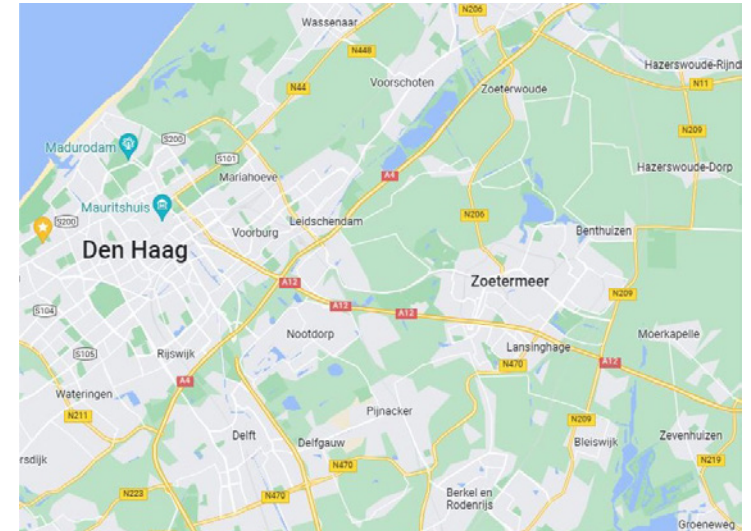 N206
Wassenaar
N448
Hazerswoude-Rijnd
Voorschoten
N44
N11
Zoeterwoude
N209
S200
Madurodam
S101
Hazerswoude-Dorp
Mariahoeve
A4
Mauritshuis
N206
S200
Leidschendam
Voorburg
Benthuizen
Den Haag
Zoetermeer
A12
N209
A12
S104
A12
Nootdorp
Moerkapelle
Lansinghage
S105
Rijswijk
A12
N470
A4
Wateringen
N211
Pijnacker
N209
Delft
Zevenhuizen
Delfgauw
Bleiswijk
rsdijk
N470
N219
N223
N470
Berkel en
Rodenrijs
Groeneweg